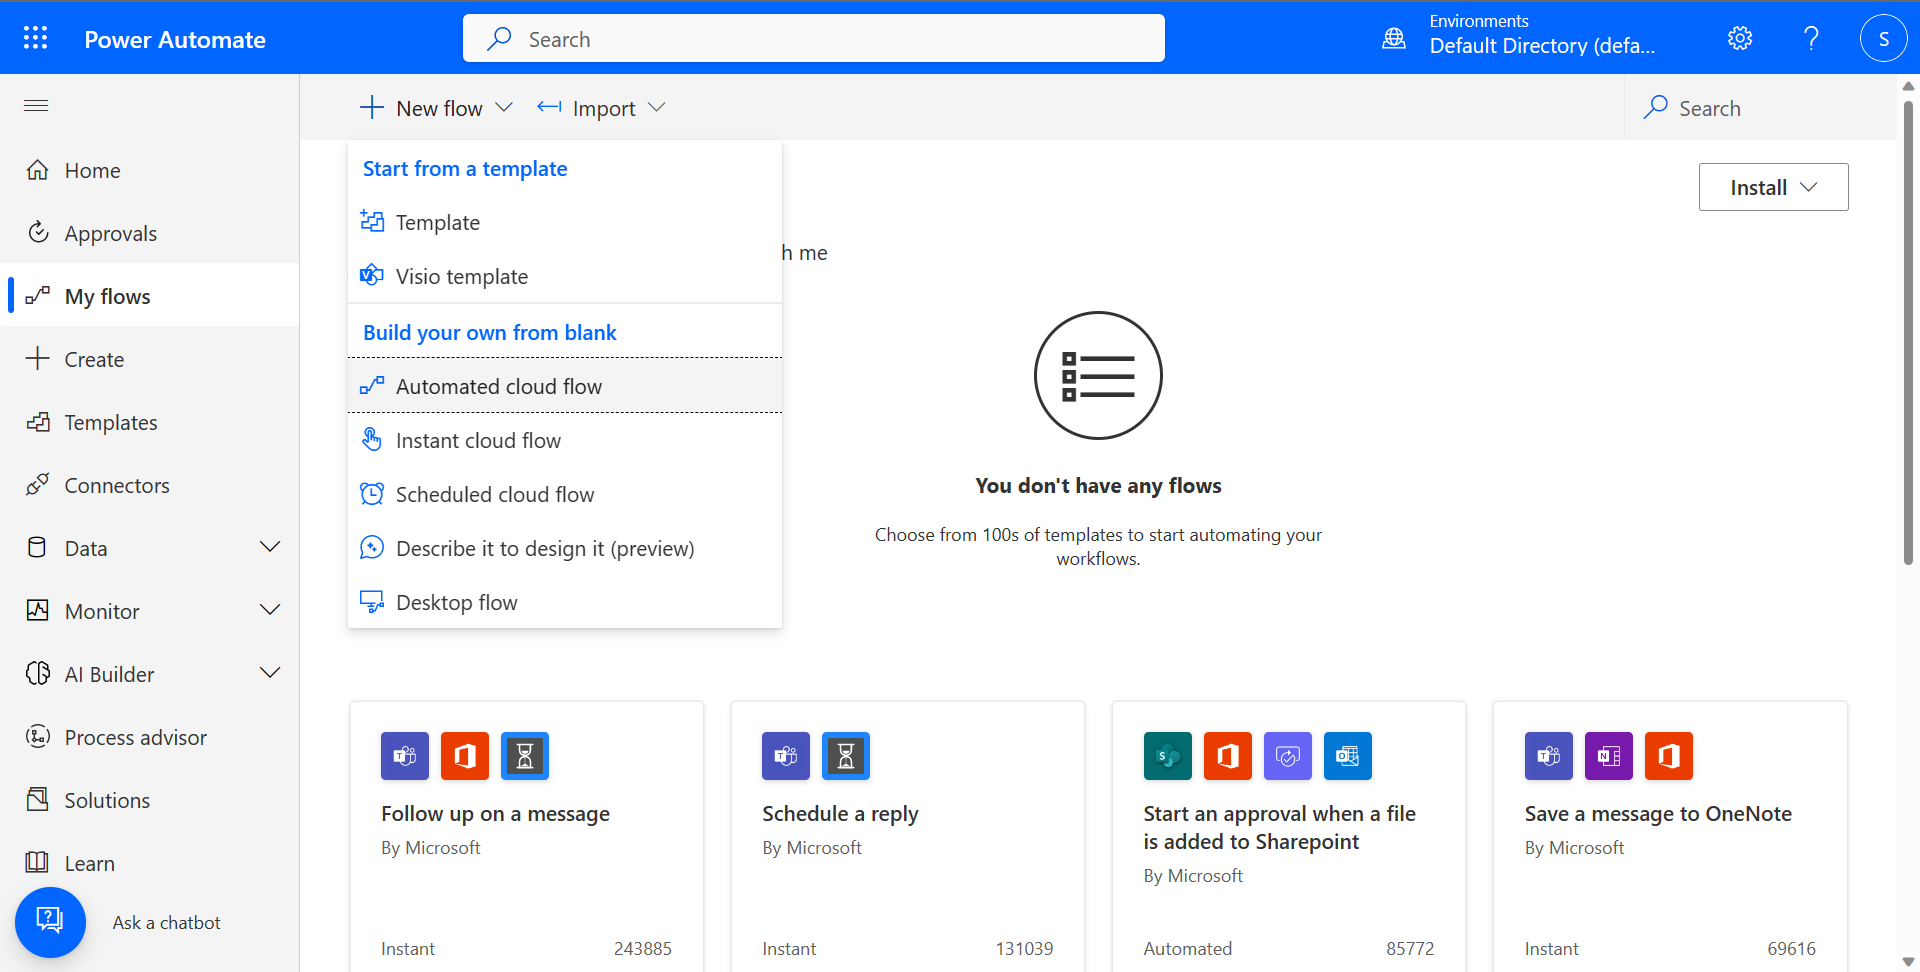 Power Automate
Search
Environments
Default Directory (defa...
S
New flow
Import
Search
Home
Approvals
My flows
Create
Templates
Connectors
Data
Monitor
AI Builder
Process advisor
Solutions
Learn
Ask a chatbot
Start from a template
Template
Visio template
Build your own from blank
Automated cloud flow
Instant cloud flow
Scheduled cloud flow
Describe it to design it (preview)
Desktop flow
Install
h me
You don't have any flows
Choose from 100s of templates to start automating your
workflows.
Follow up on a message
By Microsoft
Instant
243885
Schedule a reply
By Microsoft
Instant
131039
Start an approval when a file
is added to Sharepoint
By Microsoft
Automated
85772
Save a message to OneNote
By Microsoft
Instant
69616